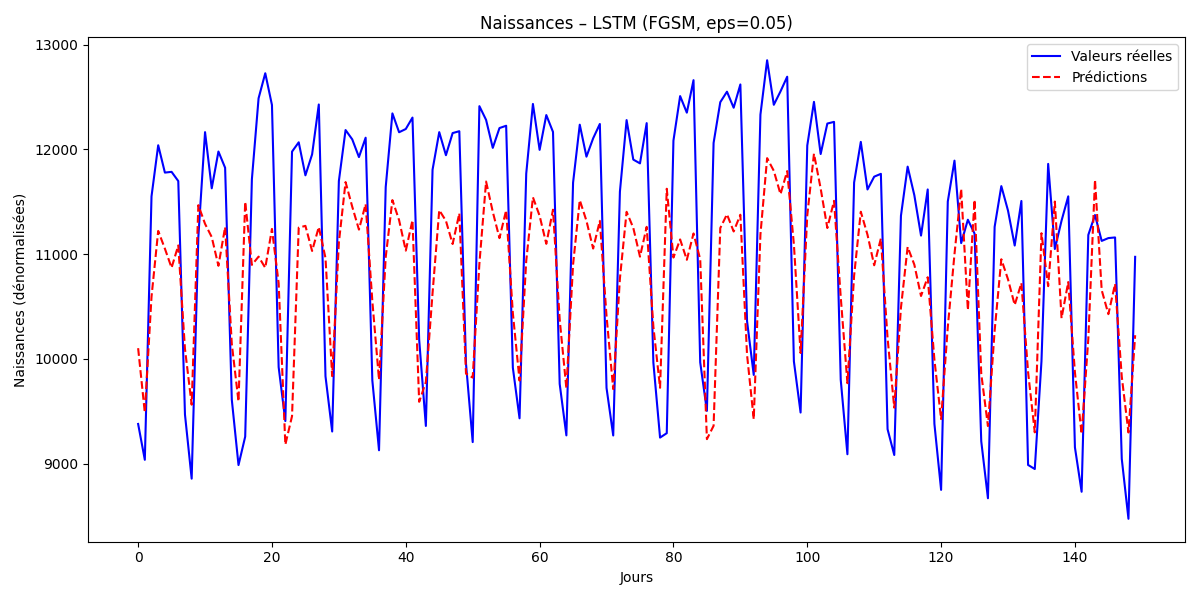 Naissances – LSTM (FGSM, eps=0.05)
Valeurs réelles
Prédictions
Naissances (dénormalisées)
13000
12000
11000
10000
9000
0 20 40 60 80 100 120 140
Jours